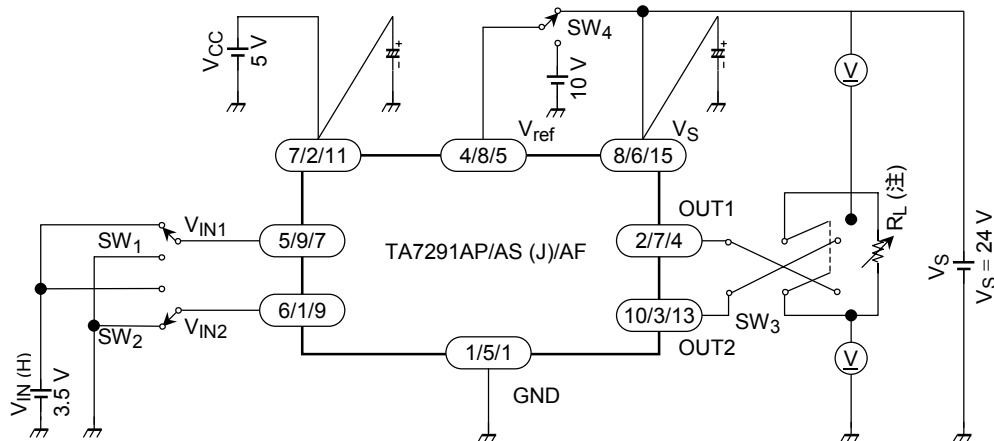 VCC
5 V
SW4
10 V
Vref
VS
7/2/11
4/8/5
8/6/15
V
VIN1
SW1
5/9/7
TA7291AP/AS (J)/AF
OUT1
2/7/4
RL (注)
VS
VS = 24 V
SW2
VIN2
6/1/9
10/3/13
SW3
OUT2
VIN (H)
3.5 V
1/5/1
GND
V